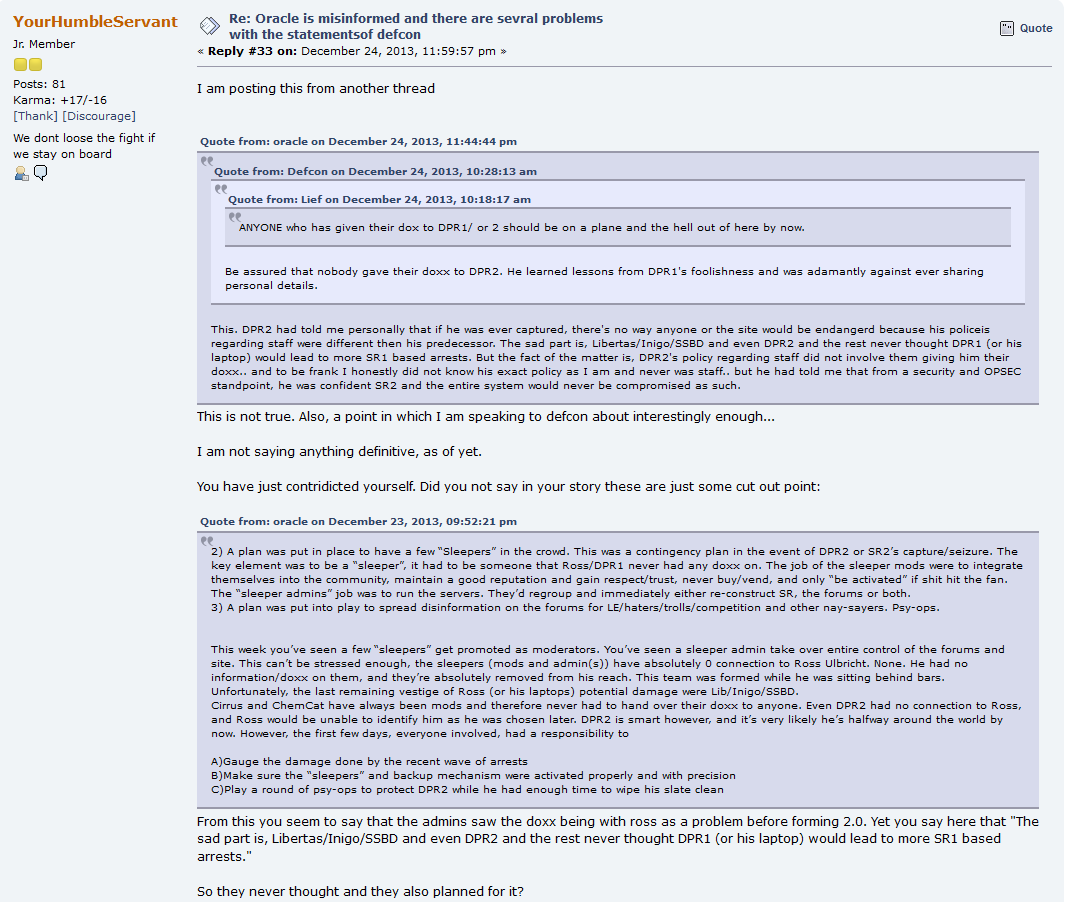 YourHumbleServant
Jr. Member
Posts: 81
Karma: +17/-16
[Thank] [Discourage]
We dont loose the fight if
we stay on board
Re: Oracle is misinformed and there are sevral problems
with the statementsof defcon
« Reply #33 on: December 24, 2013, 11:59:57 pm »
Quote
I am posting this from another thread
Quote from: oracle on December 24, 2013, 11:44:44 pm
Quote from: Defcon on December 24, 2013, 10:28:13 am
Quote from: Lief on December 24, 2013, 10:18:17 am
ANYONE who has given their dox to DPR1/ or 2 should be on a plane and the hell out of here by now.
Be assured that nobody gave their doxx to DPR2. He learned lessons from DPR1's foolishness and was adamantly against ever sharing
personal details.
This. DPR2 had told me personally that if he was ever captured, there's no way anyone or the site would be endangerd because his policeis
regarding staff were different then his predecessor. The sad part is, Libertas/Inigo/SSBD and even DPR2 and the rest never thought DPR1 (or his
laptop) would lead to more SR1 based arrests. But the fact of the matter is, DPR2's policy regarding staff did not involve them giving him their
doxx.. and to be frank I honestly did not know his exact policy as I am and never was staff.. but he had told me that from a security and OPSEC
standpoint, he was confident SR2 and the entire system would never be compromised as such.
This is not true. Also, a point in which I am speaking to defcon about interestingly enough...
I am not saying anything definitive, as of yet.
You have just contridicted yourself. Did you not say in your story these are just some cut out point:
Quote from: oracle on December 23, 2013, 09:52:21 pm
2) A plan was put in place to have a few “Sleepers” in the crowd. This was a contingency plan in the event of DPR2 or SR2’s capture/seizure. The
key element was to be a “sleeper”, it had to be someone that Ross/DPR1 never had any doxx on. The job of the sleeper mods were to integrate
themselves into the community, maintain a good reputation and gain respect/trust, never buy/vend, and only “be activated” if shit hit the fan.
The “sleeper admins” job was to run the servers. They’d regroup and immediately either re-construct SR, the forums or both.
3) A plan was put into play to spread disinformation on the forums for LE/haters/trolls/competition and other nay-sayers. Psy-ops.
This week you’ve seen a few “sleepers” get promoted as moderators. You’ve seen a sleeper admin take over entire control of the forums and
site. This can’t be stressed enough, the sleepers (mods and admin(s)) have absolutely 0 connection to Ross Ulbricht. None. He had no
information/doxx on them, and they’re absolutely removed from his reach. This team was formed while he was sitting behind bars.
Unfortunately, the last remaining vestige of Ross (or his laptops) potential damage were Lib/Inigo/SSBD.
Cirrus and ChemCat have always been mods and therefore never had to hand over their doxx to anyone. Even DPR2 had no connection to Ross,
and Ross would be unable to identify him as he was chosen later. DPR2 is smart however, and it’s very likely he’s halfway around the world by
now. However, the first few days, everyone involved, had a responsibility to
A)Gauge the damage done by the recent wave of arrests
B)Make sure the “sleepers” and backup mechanism were activated properly and with precision
C)Play a round of psy-ops to protect DPR2 while he had enough time to wipe his slate clean
From this you seem to say that the admins saw the doxx being with ross as a problem before forming 2.0. Yet you say here that "The
sad part is, Libertas/Inigo/SSBD and even DPR2 and the rest never thought DPR1 (or his laptop) would lead to more SR1 based
arrests."
So they never thought and they also planned for it?